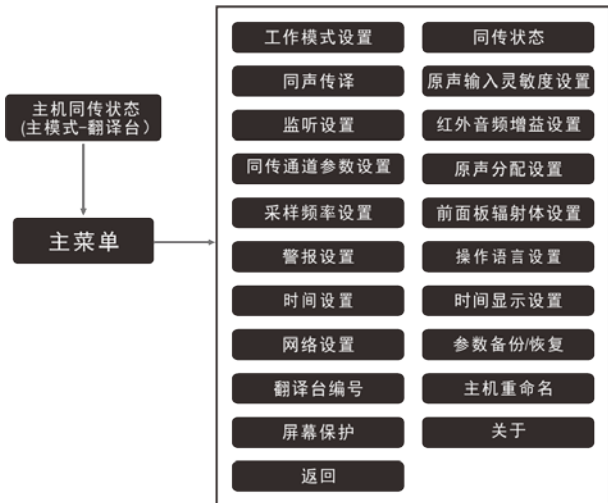 主机同传状态
(主模式-翻译台）
主菜单
工作模式设置
同传状态
同声传译
原声输入灵敏度设置
监听设置
红外音频增益设置
同传通道参数设置
原声分配设置
采样频率设置
前面板辐射体设置
警报设置
操作语言设置
时间设置
时间显示设置
网络设置
参数备份/恢复
翻译台编号
主机重命名
屏幕保护
关于
返回